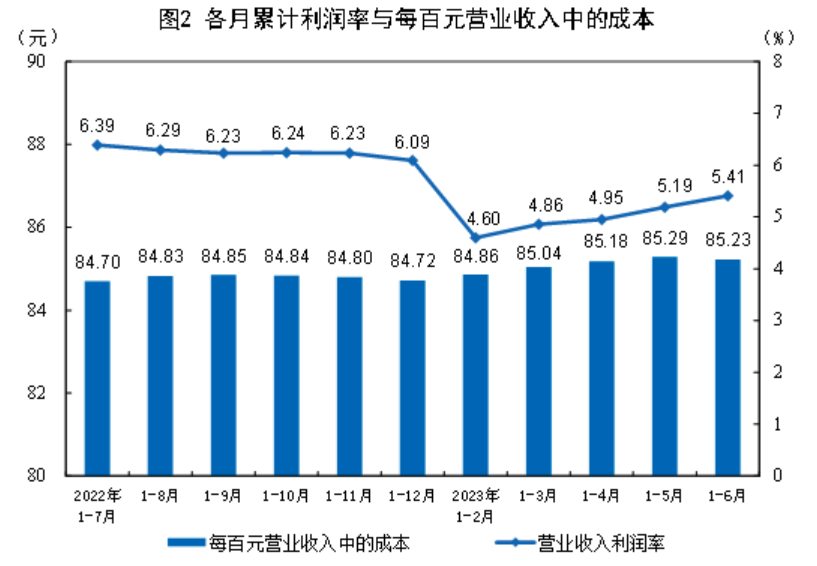 图2 各月累计利润率与每百元营业收入中的成本
（元） （%）
90 8
7
88 6.39 6.29 6.23 6.24 6.23 6.09 6
86 4.60 4.86 4.95 5.19 5.41 5
84.70 84.83 84.85 84.84 84.80 84.72 84.86 85.04 85.18 85.29 85.23
4
84 3
82 2
1
80 0
2022年 1-8月 1-9月 1-10月 1-11月 1-12月 2023年 1-3月 1-4月 1-5月 1-6月
1-7月 1-2月
每百元营业收入中的成本 营业收入利润率